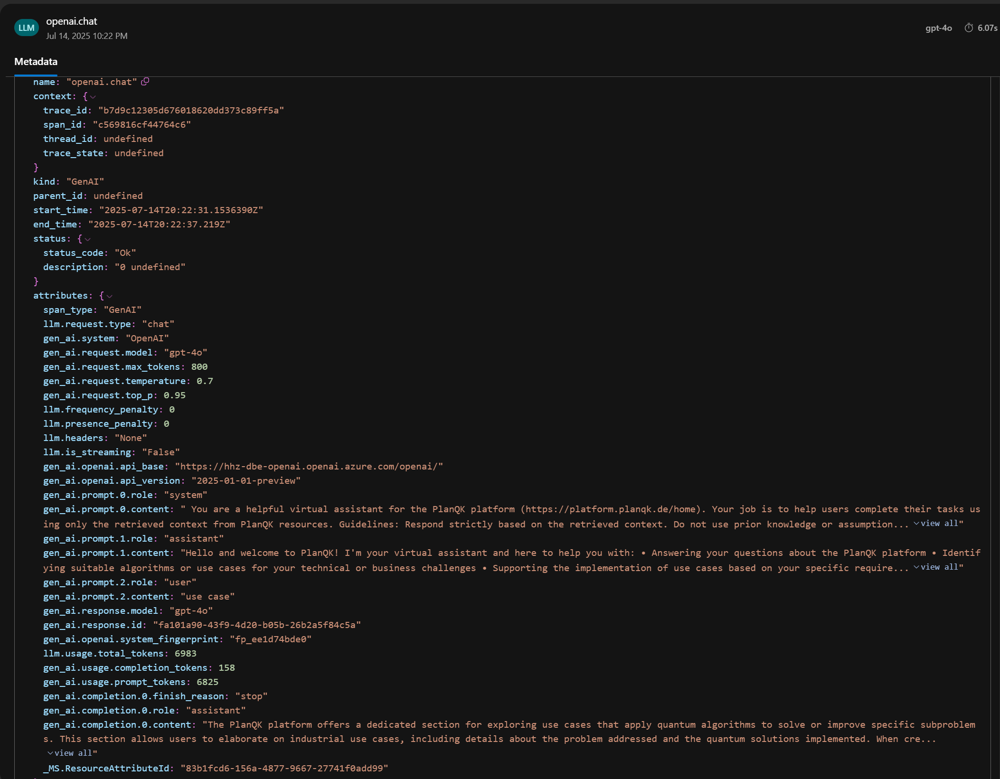 LLM
openai.chat
Jul 14, 2025 10:22 PM
gpt-4o
6.07s
Metadata
name: "openai.chat"
context: {
trace_id: "b7d9c12305d676018620dd373c89ff5a"
span_id: "c569816cf44764c6"
thread_id: undefined
trace_state: undefined
}
kind: "GenAI"
parent_id: undefined
start_time: "2025-07-14T20:22:31.1536390Z"
end_time: "2025-07-14T20:22:37.219Z"
status: {
status_code: "Ok"
description: "0 undefined"
}
attributes: {
span_type: "GenAI"
llm.request.type: "chat"
gen_ai.system: "OpenAI"
gen_ai.request.model: "gpt-4o"
gen_ai.request.max_tokens: 800
gen_ai.request.temperature: 0.7
gen_ai.request.top_p: 0.95
llm.frequency_penalty: 0
llm.presence_penalty: 0
llm.headers: "None"
llm.is_streaming: "False"
gen_ai.openai.api_base: "https://hhz-dbe-openai.openai.azure.com/openai/"
gen_ai.openai.api_version: "2025-01-01-preview"
gen_ai.prompt.0.role: "system"
gen_ai.prompt.0.content: " You are a helpful virtual assistant for the PlanQK platform (https://platform.planqk.de/home). Your job is to help users complete their tasks us
ing only the retrieved context from PlanQK resources. Guidelines: Respond strictly based on the retrieved context. Do not use prior knowledge or assumption... view all"
gen_ai.prompt.1.role: "assistant"
gen_ai.prompt.1.content: "Hello and welcome to PlanQK! I'm your virtual assistant and here to help you with: • Answering your questions about the PlanQK platform • Identif
ying suitable algorithms or use cases for your technical or business challenges • Supporting the implementation of use cases based on your specific require... view all"
gen_ai.prompt.2.role: "user"
gen_ai.prompt.2.content: "use case"
gen_ai.response.model: "gpt-4o"
gen_ai.response.id: "fa101a90-43f9-4d20-b05b-26b2a5f84c5a"
gen_ai.openai.system_fingerprint: "fp_ee1d74bde0"
llm.usage.total_tokens: 6983
gen_ai.usage.completion_tokens: 158
gen_ai.usage.prompt_tokens: 6825
gen_ai.completion.0.finish_reason: "stop"
gen_ai.completion.0.role: "assistant"
gen_ai.completion.0.content: "The PlanQK platform offers a dedicated section for exploring use cases that apply quantum algorithms to solve or improve specific subproblem
s. This section allows users to elaborate on industrial use cases, including details about the problem addressed and the quantum solutions implemented. When cre...
view all"
_MS.ResourceAttributeId: "83b1fcd6-156a-4877-9667-27741f0add99"